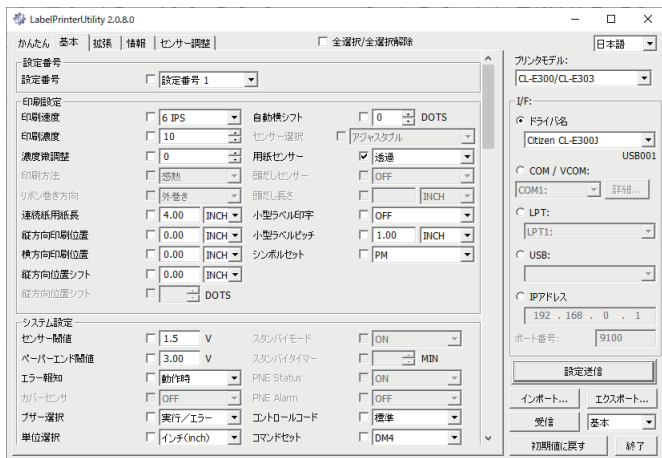 LabelPrinterUtility 2.0.8.0
かんたん 基本 拡張 情報 センサー調整 全選択/全選択解除 日本語
設定番号
設定番号 設定番号 1
印刷設定
印刷速度 6 IPS 自動横シフト 0 DOTS
印刷濃度 10 センサー選択 アジャスタブル
濃度微調整 0 用紙センサー 透過
印刷方法 感熱 頭だしセンサー OFF
リボン巻き方向 外巻き 頭だし長さ INCH
連続紙用紙長 4.00 INCH 小型ラベル印字 OFF
縦方向印刷位置 0.00 INCH 小型ラベルピッチ 1.00 INCH
横方向印刷位置 0.00 INCH シンボルセット PM
縦方向位置シフト 0.00 INCH
縦方向位置シフト DOTS
システム設定
センサー閾値 1.5 V スタンバイモード ON
ペーパーエンド閾値 3.00 V スタンバイタイマー MIN
エラー報知 動作時 PNE Status ON
カバーセンサ OFF PNE Alarm OFF
ブザー選択 実行/エラー コントロールコード 標準
単位選択 インチ(inch) コマンドセット DM4
プリンタモデル:
CL-E300/CL-E303
I/F:
ドライバ名
Citizen CL-E300J
USB001
COM / VCOM:
COM1: 詳細...
LPT:
LPT1:
USB:
IPアドレス
192 . 168 . 0 . 1
ポート番号: 9100
設定送信
インポート... エクスポート...
受信 基本
初期値に戻す 終了